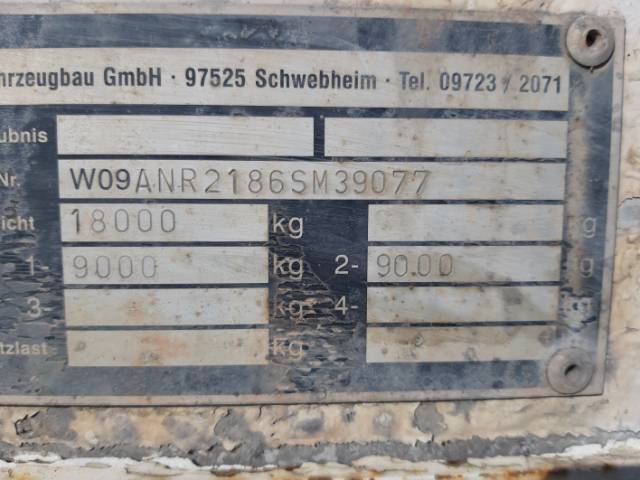 hrzeugbau GmbH · 97525 Schwebheim · Tel. 09723 / 2071
ubnis
Nr. W09ANR2186SM39077
icht 18000 kg g
1- 9000 kg 2- 90.00 g
3- kg 4- kg
tzlast kg